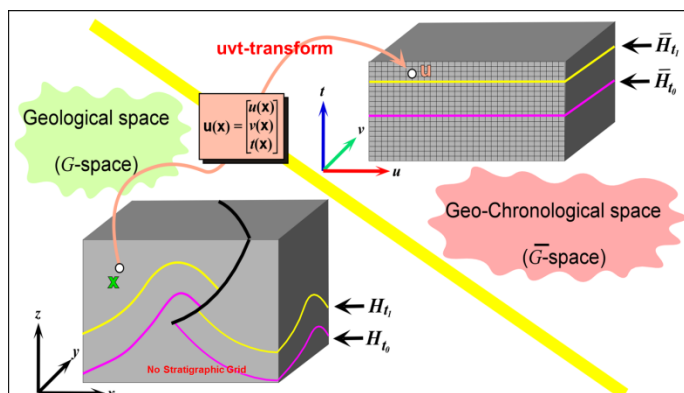 uvt-transform
u
H̄t₁
H̄t₀
Geological space
(G-space)
u(x) = [u(x) v(x) t(x)]
t
v
u
Geo-Chronological space
(G̅-space)
x
Ht₁
Ht₀
z
y
x
No Stratigraphic Grid